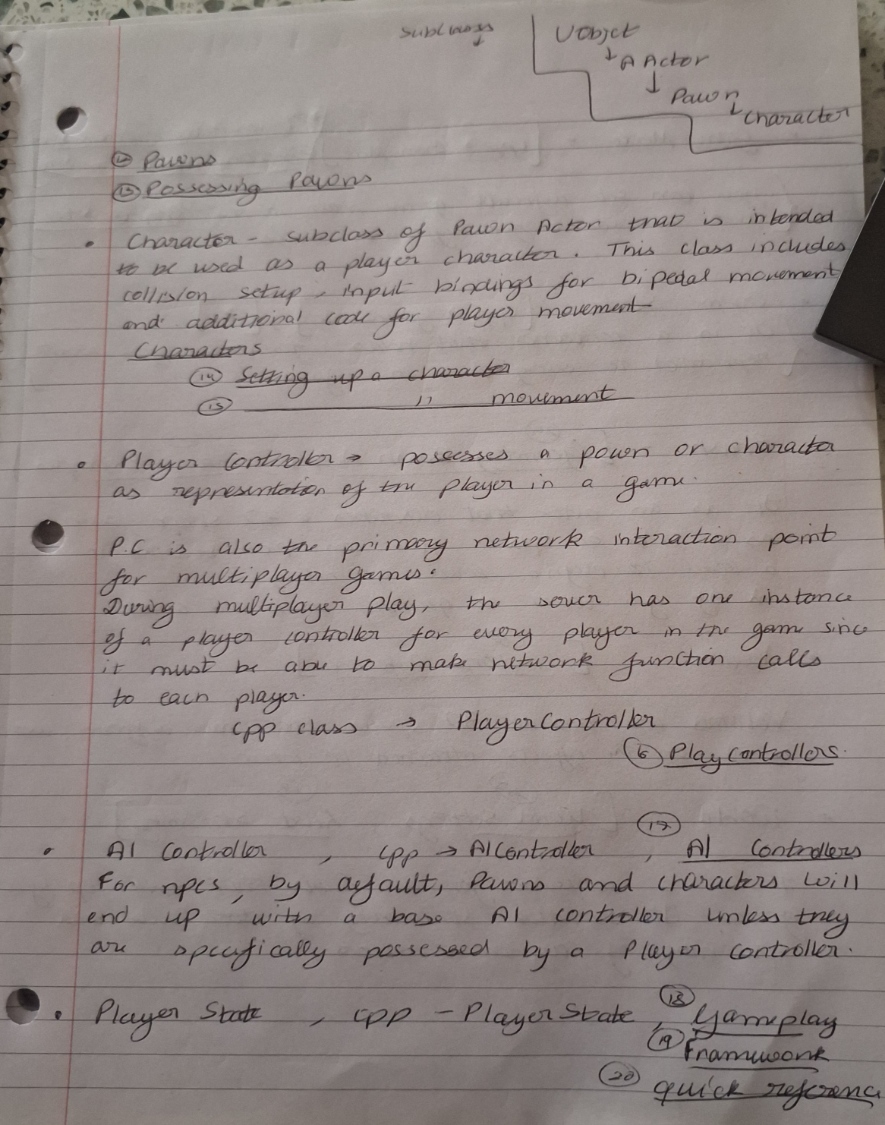 subclass
↓
UObject
↓ A Actor
↓
Pawn
↓ Character
Pawns
⑬ Possessing Pawns
• Character - subclass of Pawn Actor that is intended
to be used as a player character. This class includes
collision setup, input bindings for bipedal movement
and additional code for player movement
Characters
⑭ Setting up a character
⑮ " movement
• Player Controller → possesses a pawn or character
as representation of the player in a game.
P.C is also the primary network interaction point
for multiplayer games.
During multiplayer play, the sever has one instance
of a player controller for every player in the game since
it must be able to make network function calls
to each player.
Cpp class → PlayerController
⑥ Playcontrollers.
⑰
• AI Controller , Cpp → AIController , AI Controllers
For npcs, by default, Pawns and characters will
end up with a base AI controller unless they
are specifically possessed by a Player controller.
• Player State , CPP - PlayerState , ⑱ Gameplay
⑲ Framework
⑳ quick referenc